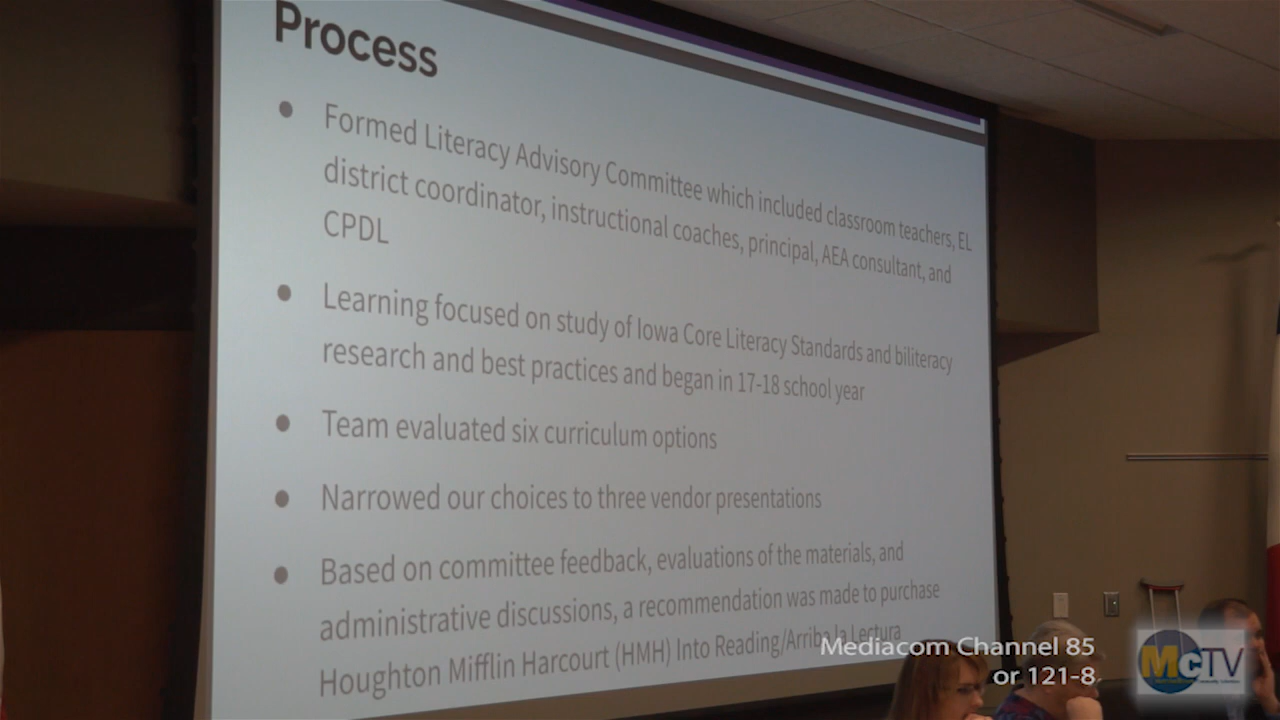 Process
Formed Literacy Advisory Committee which included classroom teachers, EL
district coordinator, instructional coaches, principal, AEA consultant, and
CPDL
Learning focused on study of Iowa Core Literacy Standards and biliteracy
research and best practices and began in 17-18 school year
Team evaluated six curriculum options
Narrowed our choices to three vendor presentations
Based on committee feedback, evaluations of the materials, and
administrative discussions, a recommendation was made to purchase
Houghton Mifflin Harcourt (HMH) Into Reading/Arriba la Lectura
Mediacom Channel 85
or 121-8
McTV